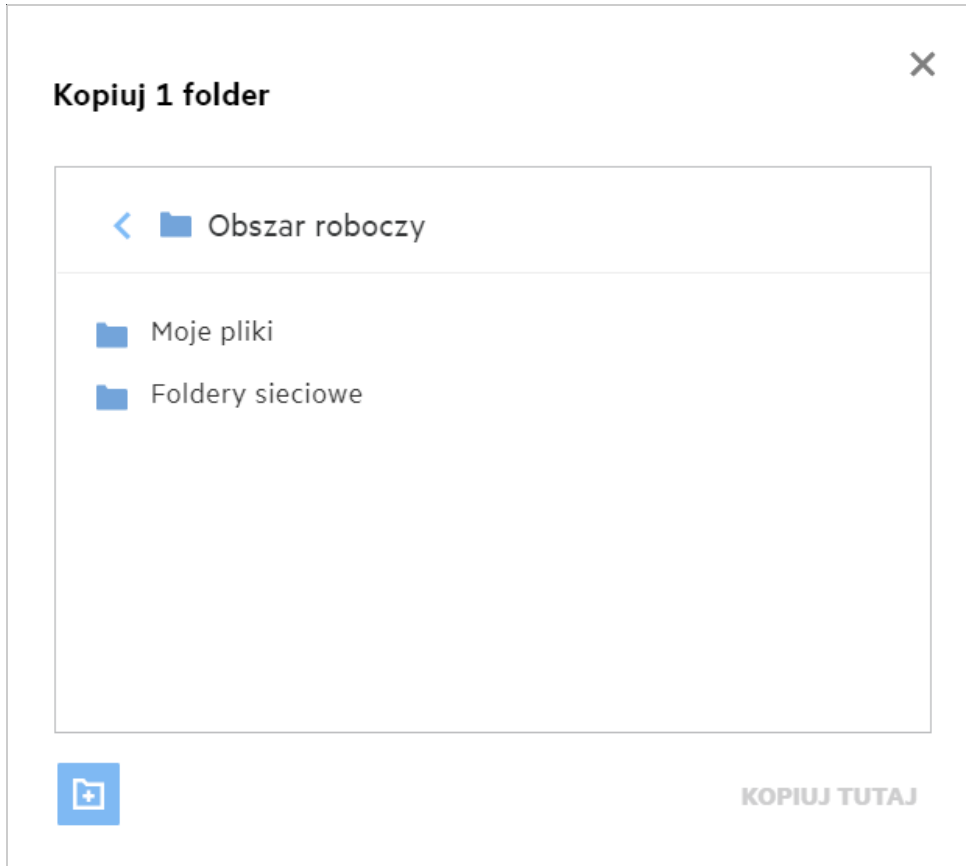 Kopiuj 1 folder
Obszar roboczy
Moje pliki
Foldery sieciowe
KOPIUJ TUTAJ